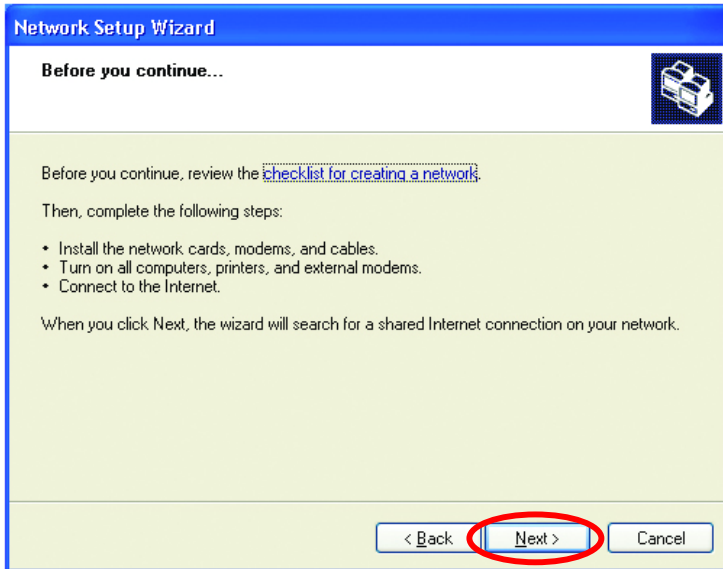 Network Setup Wizard
Before you continue...
Before you continue, review the checklist for creating a network.
Then, complete the following steps:
• Install the network cards, modems, and cables.
• Turn on all computers, printers, and external modems.
• Connect to the Internet.
When you click Next, the wizard will search for a shared Internet connection on your network.
< Back Next > Cancel